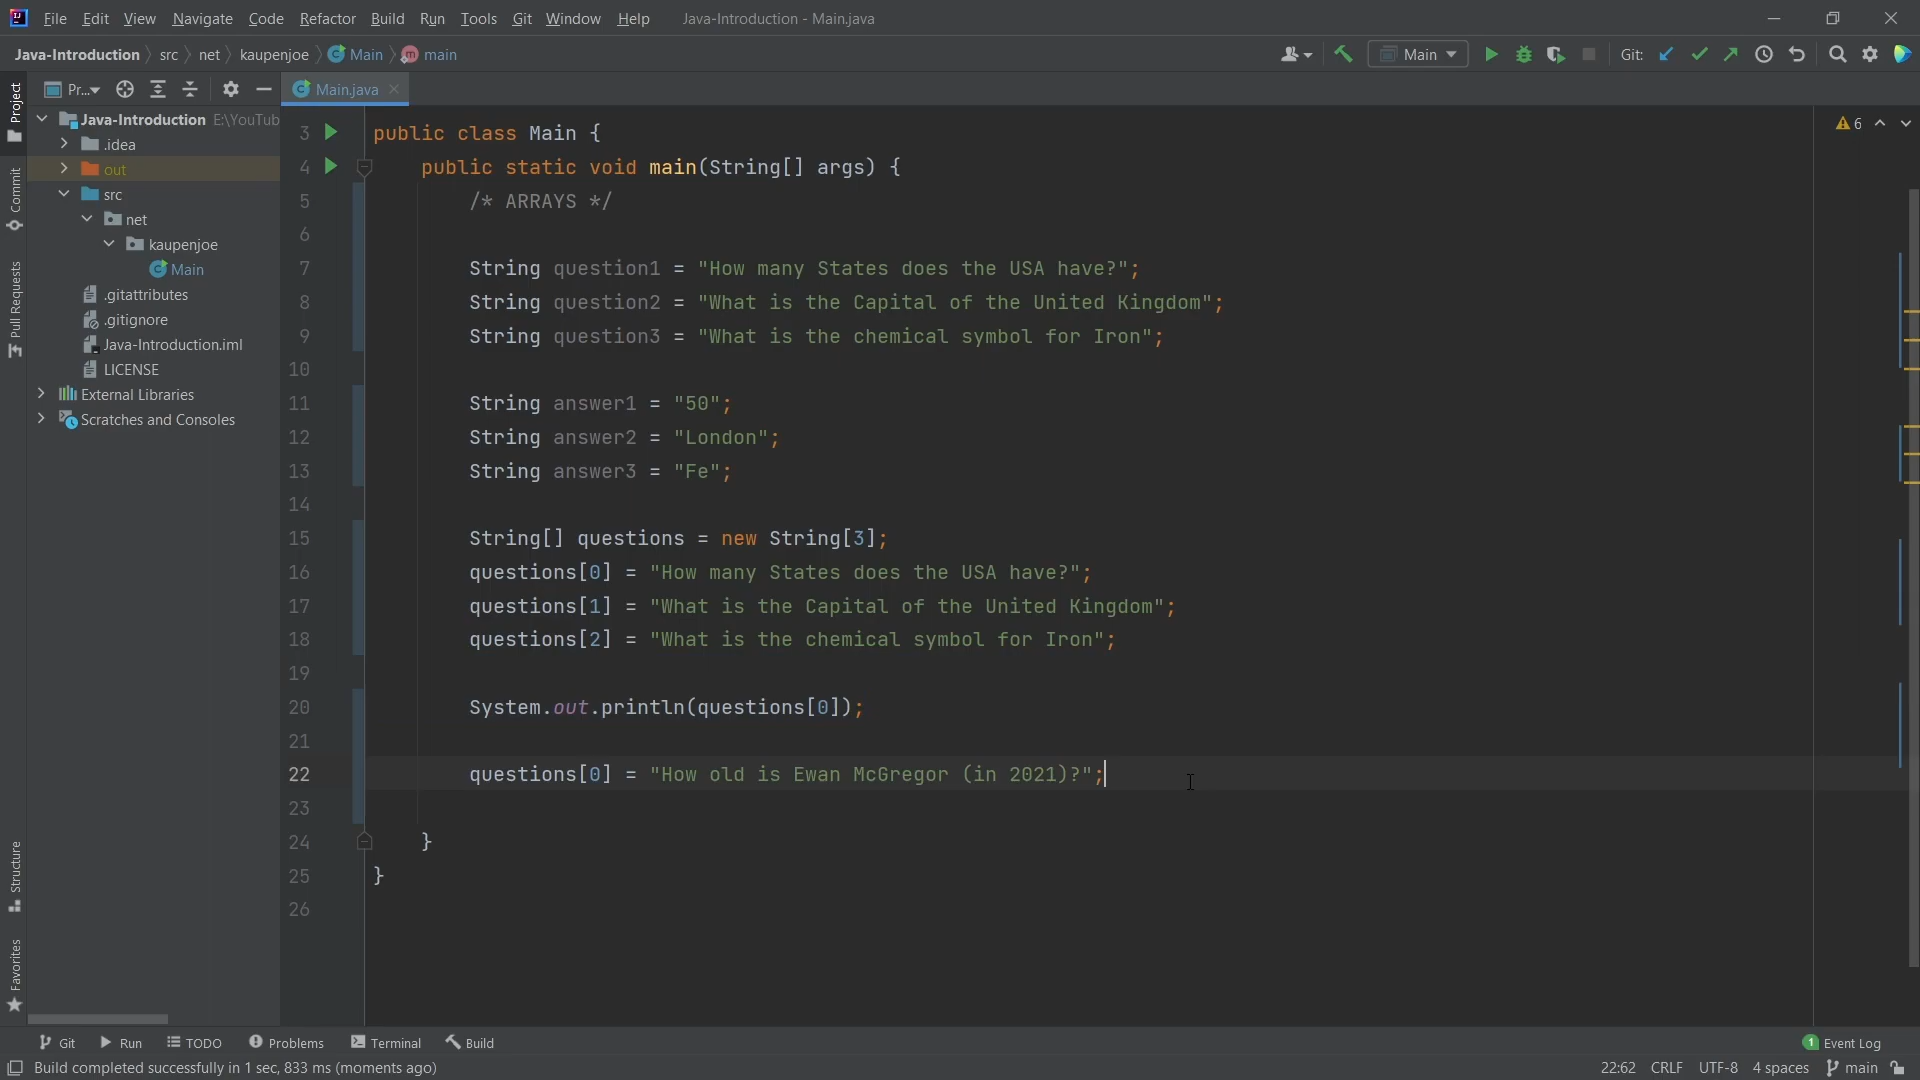 File Edit View Navigate Code Refactor Build Run Tools Git Window Help Java-Introduction - Main.java
Java-Introduction src net kaupenjoe Main main Main Git:
Pr... Main.java
Project
Commit
Pull Requests
Structure
Favorites
Java-Introduction E:\YouTub
.idea
out
src
net
kaupenjoe
Main
.gitattributes
.gitignore
Java-Introduction.iml
LICENSE
External Libraries
Scratches and Consoles
6
3 public class Main {
4 public static void main(String[] args) {
5 /* ARRAYS */
6
7 String question1 = "How many States does the USA have?";
8 String question2 = "What is the Capital of the United Kingdom";
9 String question3 = "What is the chemical symbol for Iron";
10
11 String answer1 = "50";
12 String answer2 = "London";
13 String answer3 = "Fe";
14
15 String[] questions = new String[3];
16 questions[0] = "How many States does the USA have?";
17 questions[1] = "What is the Capital of the United Kingdom";
18 questions[2] = "What is the chemical symbol for Iron";
19
20 System.out.println(questions[0]);
21
22 questions[0] = "How old is Ewan McGregor (in 2021)?";
23
24 }
25 }
26
Git Run TODO Problems Terminal Build 1 Event Log
Build completed successfully in 1 sec, 833 ms (moments ago) 22:62 CRLF UTF-8 4 spaces main